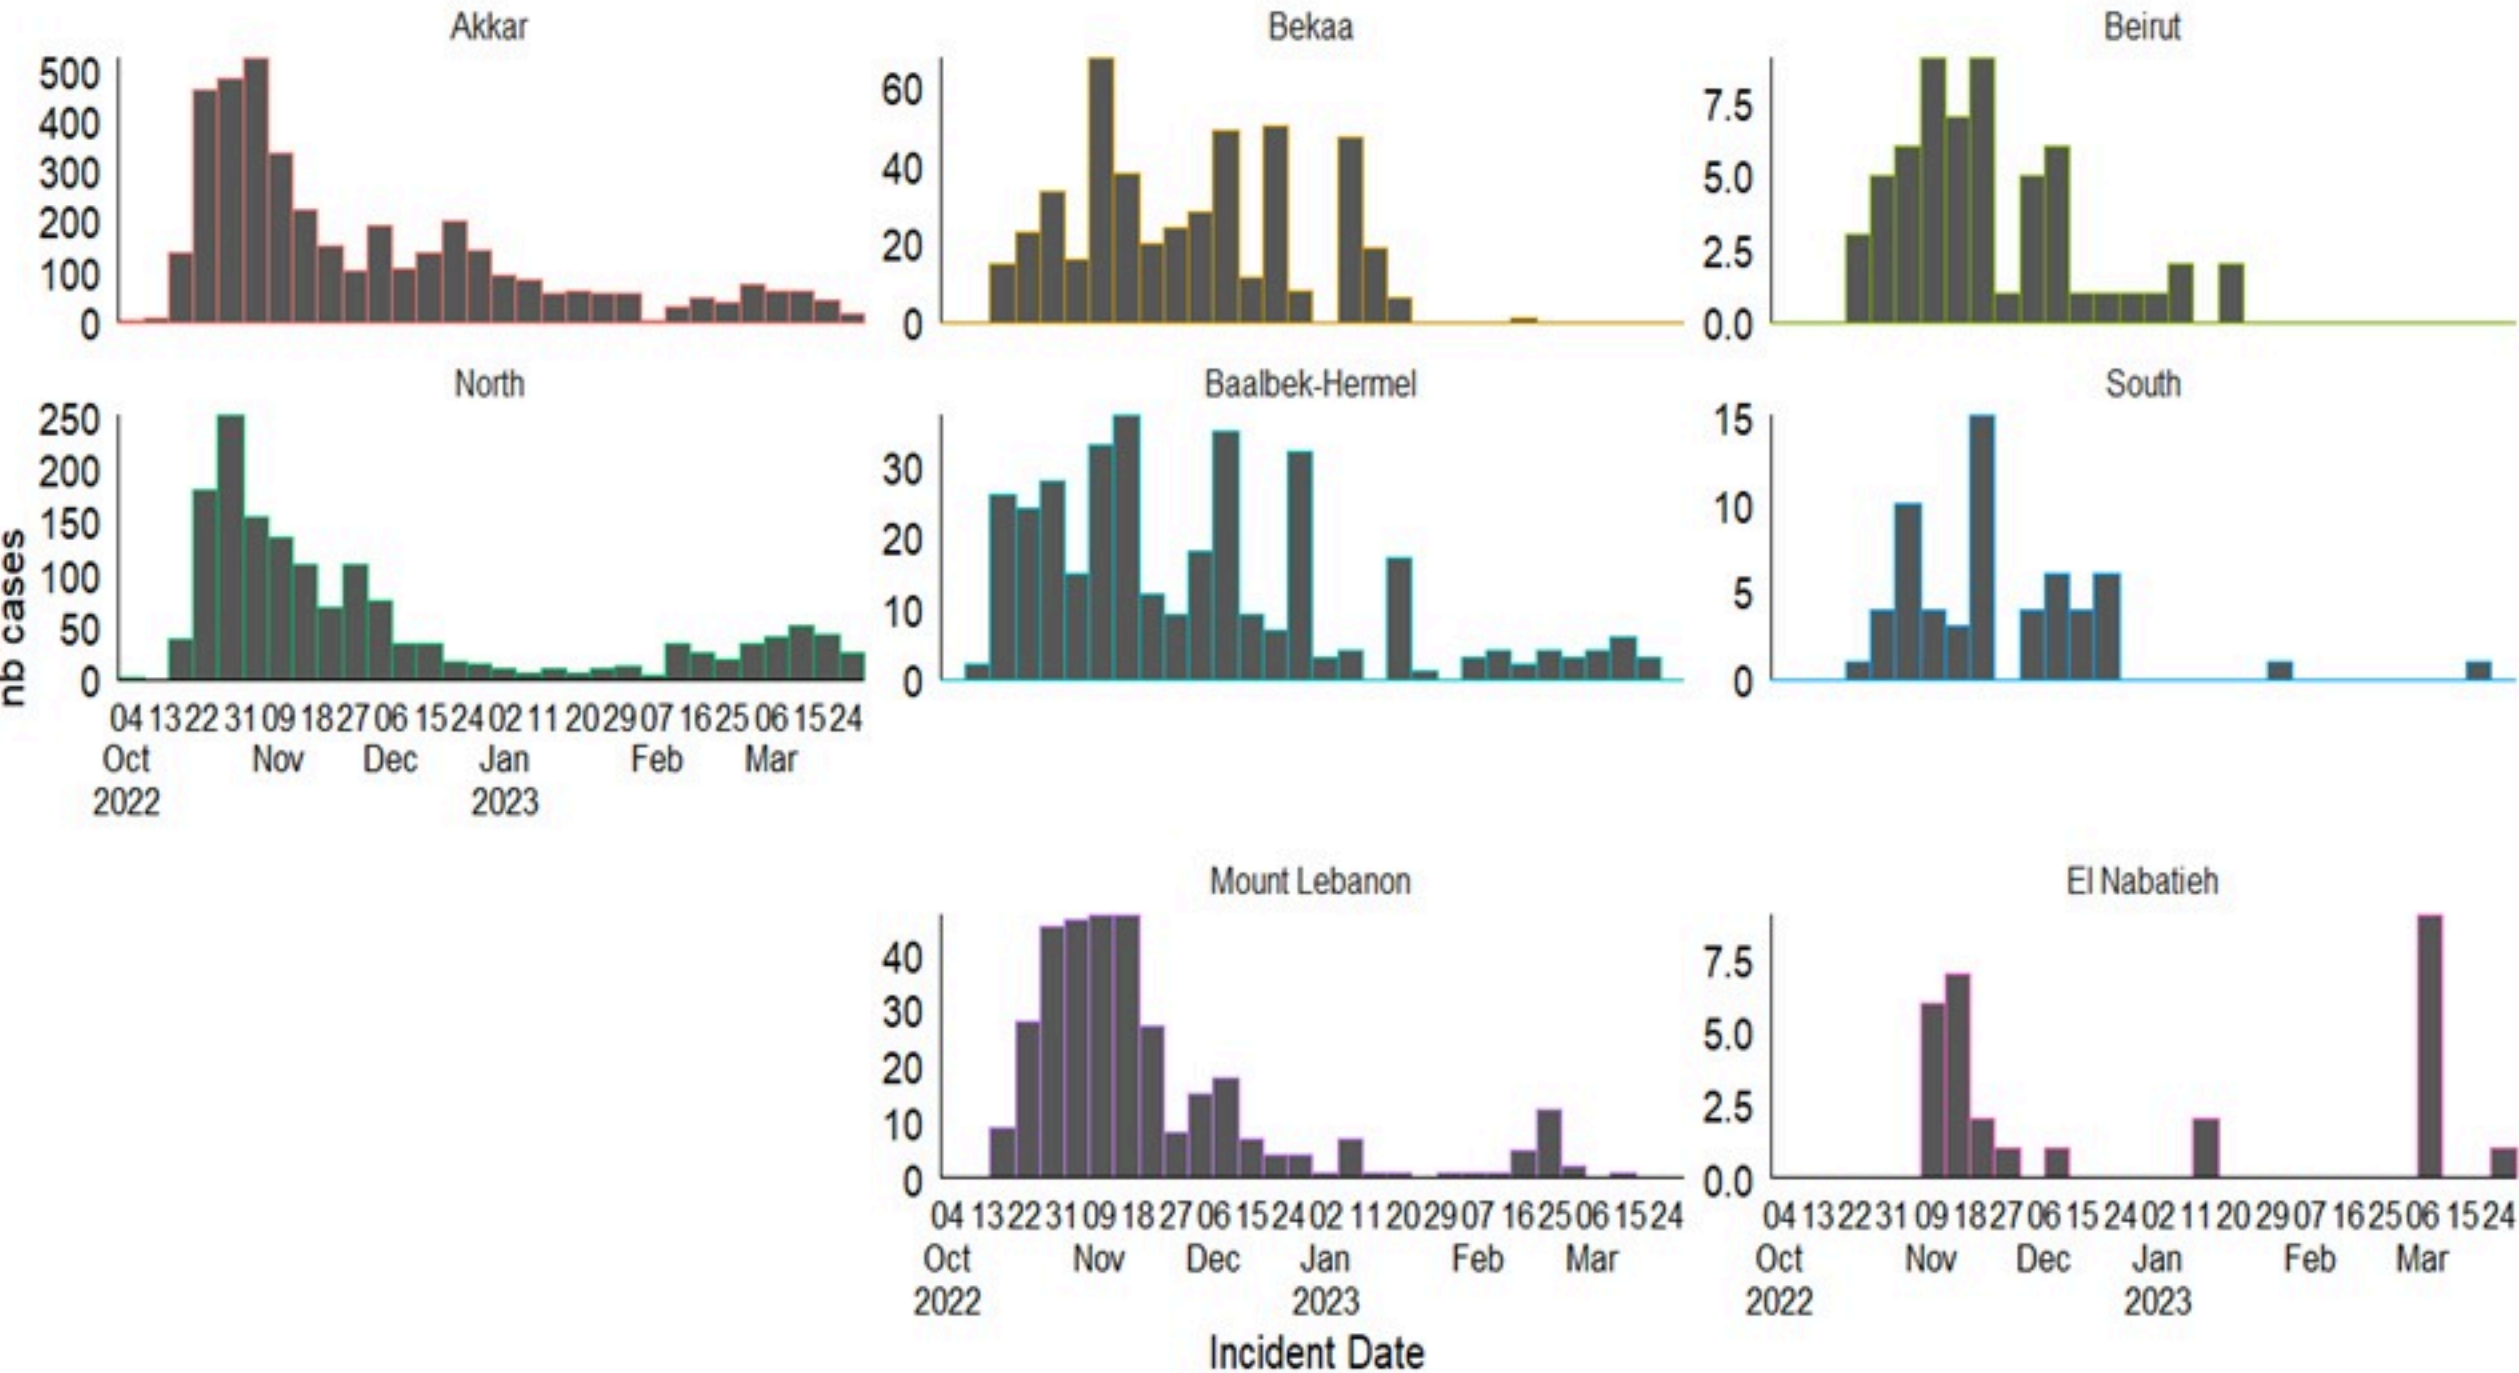 Akkar
Bekaa
Beirut
500
400
300
200
100
0
60
40
20
0
7.5
5.0
2.5
0.0
North
Baalbek-Hermel
South
250
200
150
100
50
0
30
20
10
0
15
10
5
0
nb cases
04 13 22 31 09 18 27 06 15 24 02 11 20 29 07 16 25 06 15 24
Oct Nov Dec Jan Feb Mar
2022 2023
Mount Lebanon
El Nabatieh
40
30
20
10
0
7.5
5.0
2.5
0.0
04 13 22 31 09 18 27 06 15 24 02 11 20 29 07 16 25 06 15 24
Oct Nov Dec Jan Feb Mar
2022 2023
04 13 22 31 09 18 27 06 15 24 02 11 20 29 07 16 25 06 15 24
Oct Nov Dec Jan Feb Mar
2022 2023
Incident Date